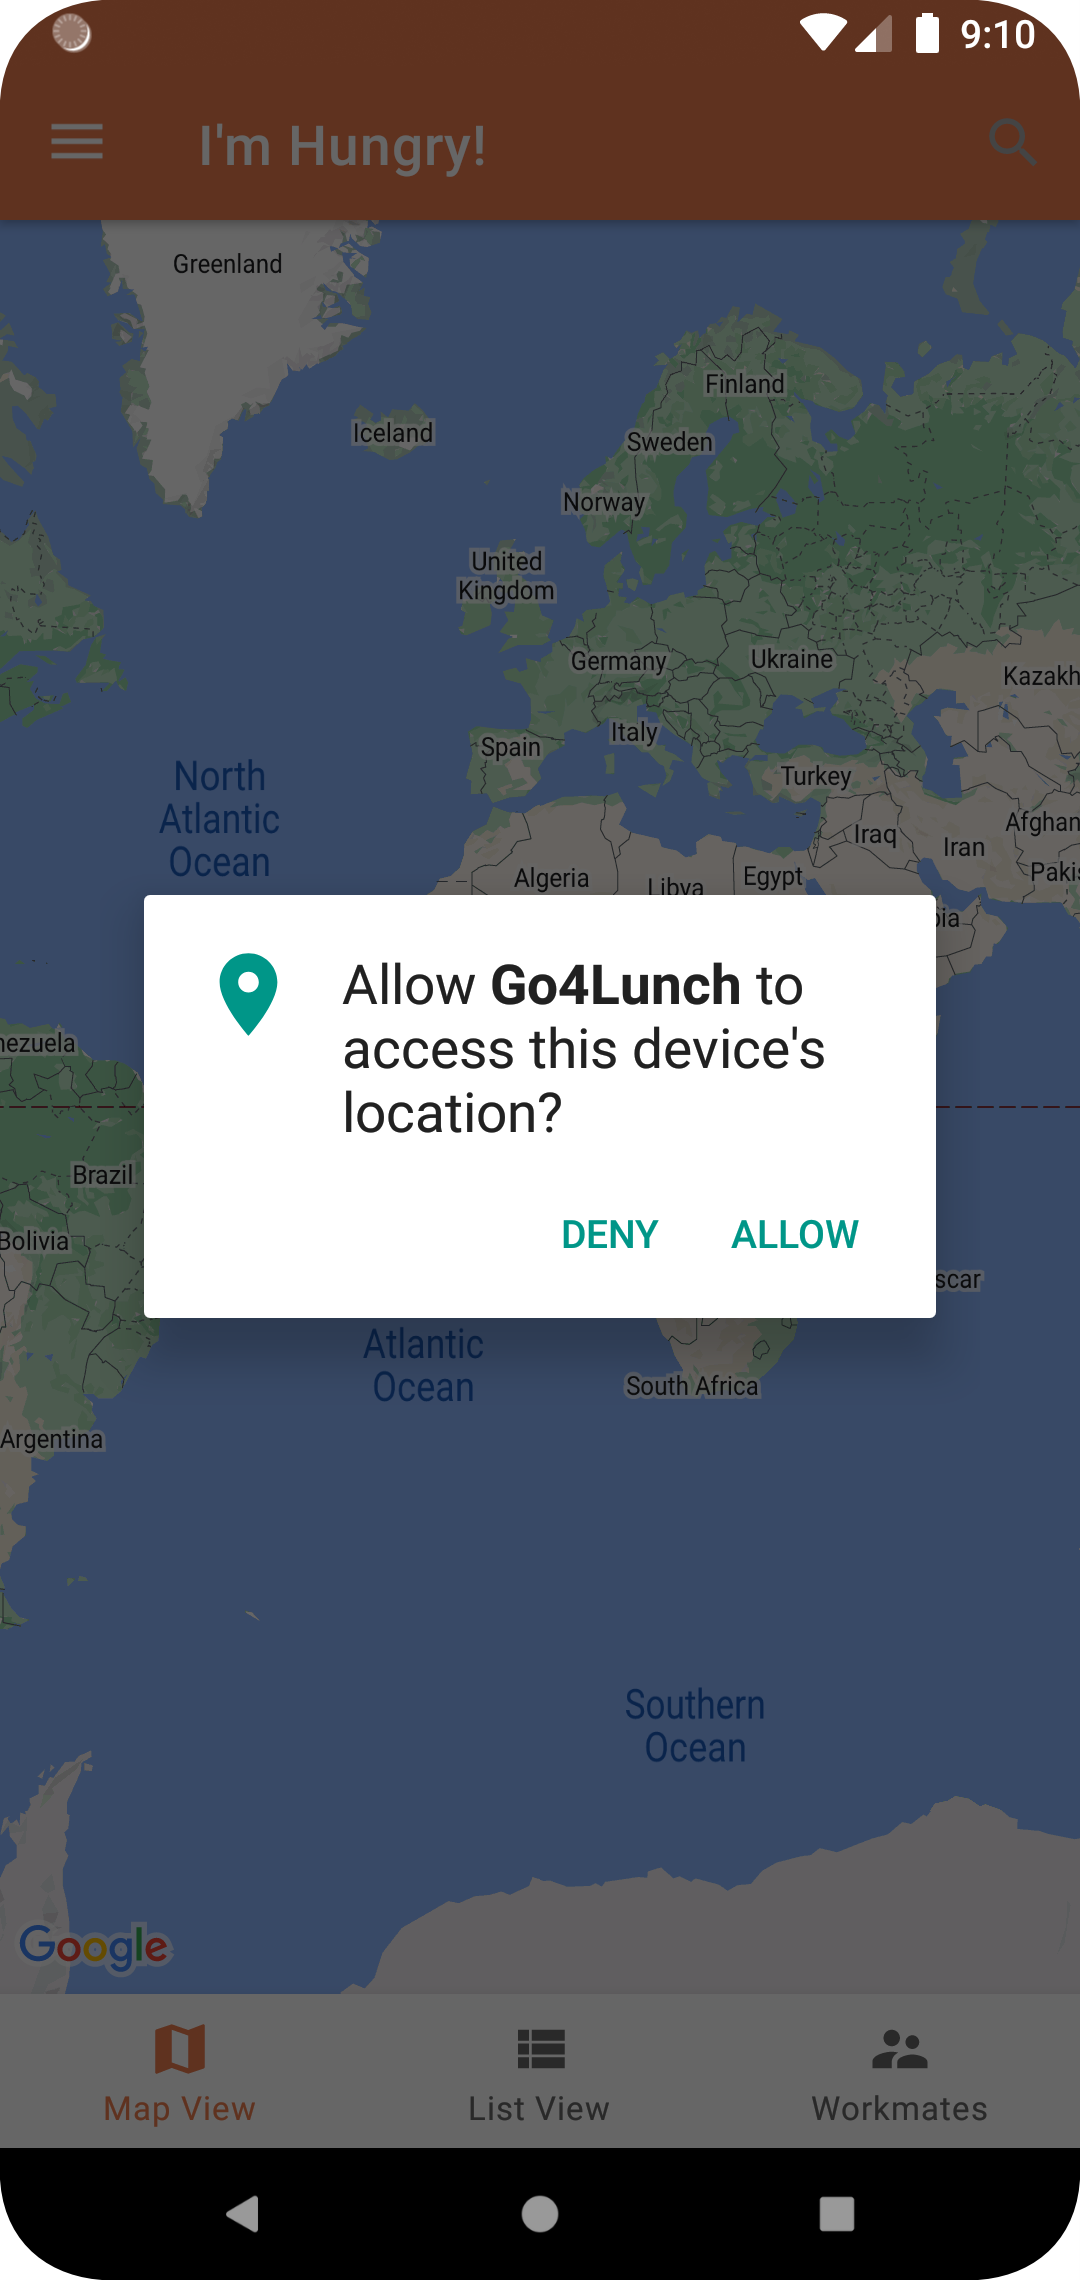 9:10
I'm Hungry!
Greenland
Finland
Iceland
Sweden
Norway
United
Kingdom
Germany
Ukraine
Kazakh
Italy
Spain
North
Atlantic
Ocean
Turkey
Afghan
Iraq
Iran
Pakis
Algeria
Libya
Egypt
bia
Allow Go4Lunch to
access this device's
location?
nezuela
Brazil
Bolivia
DENY ALLOW
scar
Atlantic
Ocean
South Africa
Argentina
Southern
Ocean
Google
Map View
List View
Workmates